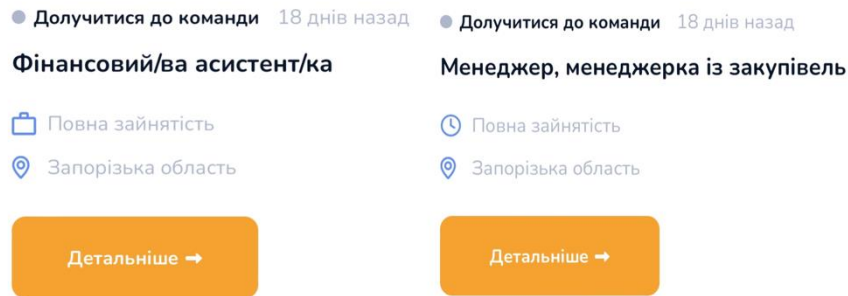 Долучитися до команди 18 днів назад
Фінансовий/ва асистент/ка
Повна зайнятість
Запорізька область
Детальніше ➞
Долучитися до команди 18 днів назад
Менеджер, менеджерка із закупівель
Повна зайнятість
Запорізька область
Детальніше ➞